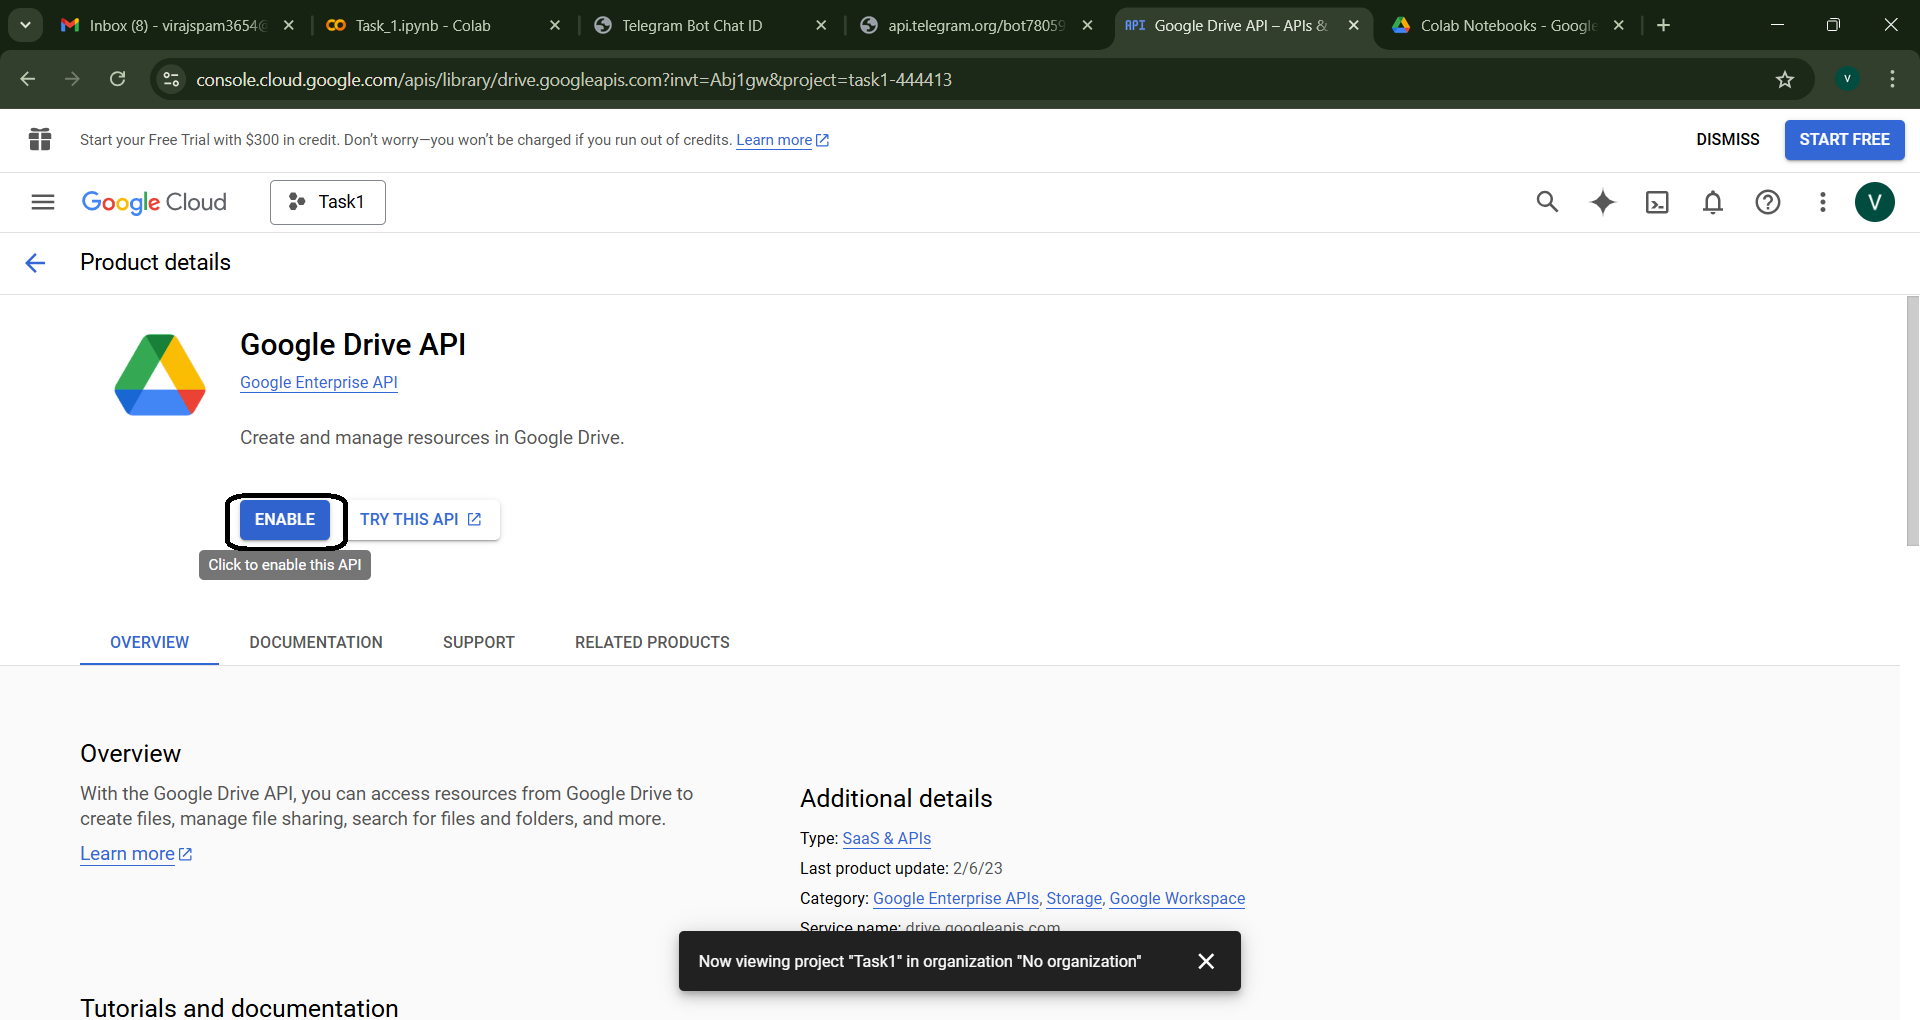 Inbox (8) - virajspam3654@
Task_1.ipynb - Colab
Telegram Bot Chat ID
api.telegram.org/bot78059
API Google Drive API – APIs &
Colab Notebooks - Google
console.cloud.google.com/apis/library/drive.googleapis.com?invt=Abj1gw&project=task1-444413
V
Start your Free Trial with $300 in credit. Don’t worry—you won’t be charged if you run out of credits. Learn more
DISMISS
START FREE
Google Cloud
Task1
V
Product details
Google Drive API
Google Enterprise API
Create and manage resources in Google Drive.
ENABLE
TRY THIS API
Click to enable this API
OVERVIEW
DOCUMENTATION
SUPPORT
RELATED PRODUCTS
Overview
With the Google Drive API, you can access resources from Google Drive to
create files, manage file sharing, search for files and folders, and more.
Learn more
Additional details
Type: SaaS & APIs
Last product update: 2/6/23
Category: Google Enterprise APIs, Storage, Google Workspace
Service name: drive.googleapis.com
Now viewing project "Task1" in organization "No organization"
Tutorials and documentation